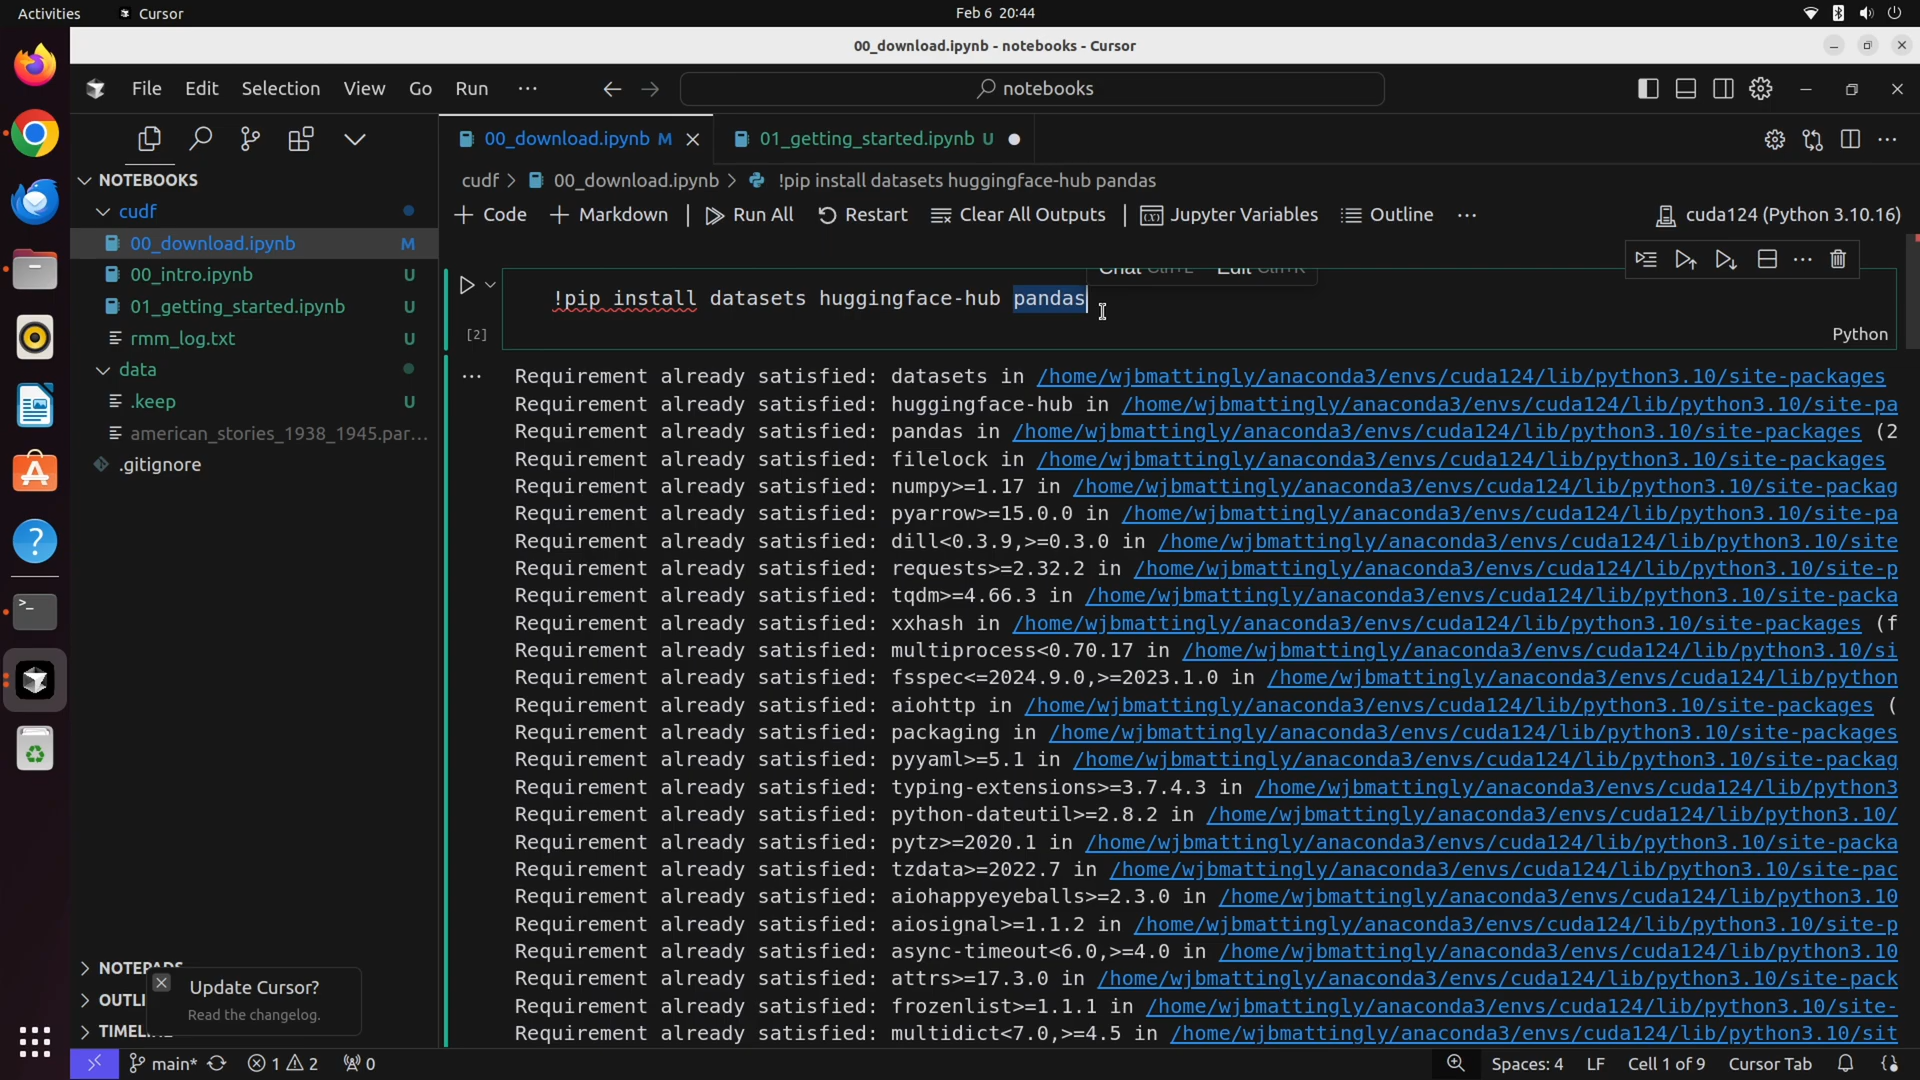 Activities Cursor Feb 6 20:44
00_download.ipynb - notebooks - Cursor
File Edit Selection View Go Run ··· notebooks
00_download.ipynb M 01_getting_started.ipynb U
NOTEBOOKS
cudf
00_download.ipynb M
00_intro.ipynb U
01_getting_started.ipynb U
rmm_log.txt U
data
.keep U
american_stories_1938_1945.par...
.gitignore
cudf > 00_download.ipynb > !pip install datasets huggingface-hub pandas
+ Code + Markdown | Run All Restart Clear All Outputs | Jupyter Variables Outline ··· cuda124 (Python 3.10.16)
!pip install datasets huggingface-hub pandas
[2]
Python
Requirement already satisfied: datasets in /home/wjbmattingly/anaconda3/envs/cuda124/lib/python3.10/site-packages
Requirement already satisfied: huggingface-hub in /home/wjbmattingly/anaconda3/envs/cuda124/lib/python3.10/site-pa
Requirement already satisfied: pandas in /home/wjbmattingly/anaconda3/envs/cuda124/lib/python3.10/site-packages (2
Requirement already satisfied: filelock in /home/wjbmattingly/anaconda3/envs/cuda124/lib/python3.10/site-packages
Requirement already satisfied: numpy>=1.17 in /home/wjbmattingly/anaconda3/envs/cuda124/lib/python3.10/site-packag
Requirement already satisfied: pyarrow>=15.0.0 in /home/wjbmattingly/anaconda3/envs/cuda124/lib/python3.10/site-pa
Requirement already satisfied: dill<0.3.9,>=0.3.0 in /home/wjbmattingly/anaconda3/envs/cuda124/lib/python3.10/site
Requirement already satisfied: requests>=2.32.2 in /home/wjbmattingly/anaconda3/envs/cuda124/lib/python3.10/site-p
Requirement already satisfied: tqdm>=4.66.3 in /home/wjbmattingly/anaconda3/envs/cuda124/lib/python3.10/site-packa
Requirement already satisfied: xxhash in /home/wjbmattingly/anaconda3/envs/cuda124/lib/python3.10/site-packages (f
Requirement already satisfied: multiprocess<0.70.17 in /home/wjbmattingly/anaconda3/envs/cuda124/lib/python3.10/si
Requirement already satisfied: fsspec<=2024.9.0,>=2023.1.0 in /home/wjbmattingly/anaconda3/envs/cuda124/lib/python
Requirement already satisfied: aiohttp in /home/wjbmattingly/anaconda3/envs/cuda124/lib/python3.10/site-packages (
Requirement already satisfied: packaging in /home/wjbmattingly/anaconda3/envs/cuda124/lib/python3.10/site-packages
Requirement already satisfied: pyyaml>=5.1 in /home/wjbmattingly/anaconda3/envs/cuda124/lib/python3.10/site-packag
Requirement already satisfied: typing-extensions>=3.7.4.3 in /home/wjbmattingly/anaconda3/envs/cuda124/lib/python3
Requirement already satisfied: python-dateutil>=2.8.2 in /home/wjbmattingly/anaconda3/envs/cuda124/lib/python3.10/
Requirement already satisfied: pytz>=2020.1 in /home/wjbmattingly/anaconda3/envs/cuda124/lib/python3.10/site-packa
Requirement already satisfied: tzdata>=2022.7 in /home/wjbmattingly/anaconda3/envs/cuda124/lib/python3.10/site-pac
Requirement already satisfied: aiohappyeyeballs>=2.3.0 in /home/wjbmattingly/anaconda3/envs/cuda124/lib/python3.10
Requirement already satisfied: aiosignal>=1.1.2 in /home/wjbmattingly/anaconda3/envs/cuda124/lib/python3.10/site-p
Requirement already satisfied: async-timeout<6.0,>=4.0 in /home/wjbmattingly/anaconda3/envs/cuda124/lib/python3.10
Requirement already satisfied: attrs>=17.3.0 in /home/wjbmattingly/anaconda3/envs/cuda124/lib/python3.10/site-pack
Requirement already satisfied: frozenlist>=1.1.1 in /home/wjbmattingly/anaconda3/envs/cuda124/lib/python3.10/site-
Requirement already satisfied: multidict<7.0,>=4.5 in /home/wjbmattingly/anaconda3/envs/cuda124/lib/python3.10/sit
NOTEPADS
OUTLI
TIMELINE
Update Cursor?
Read the changelog.
main* 1 2 0 Spaces: 4 LF Cell 1 of 9 Cursor Tab